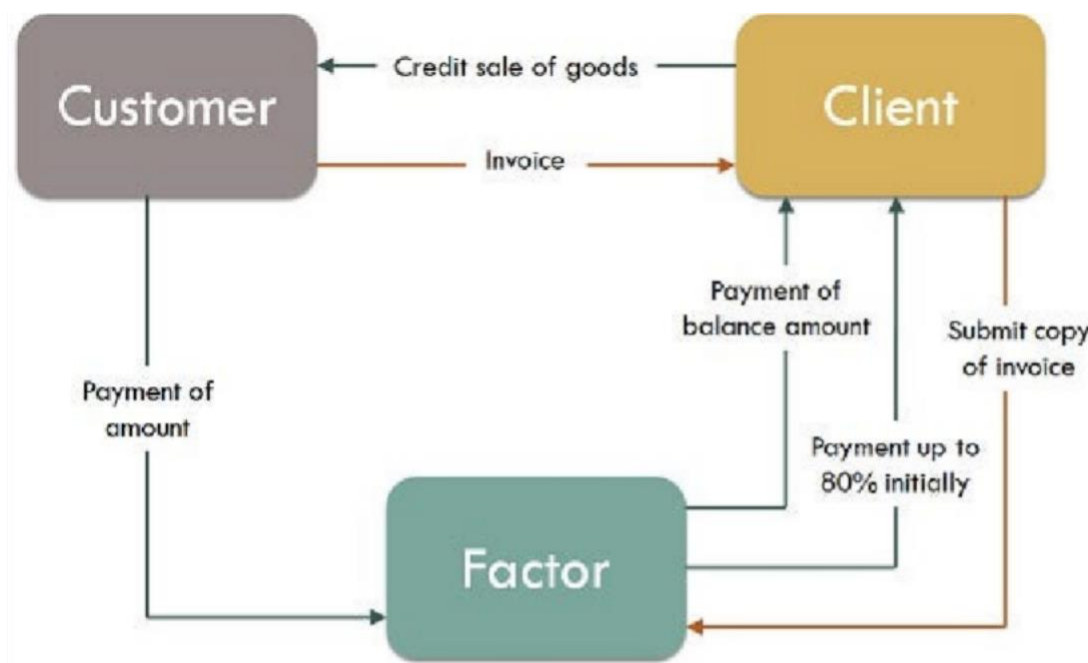 Customer
Credit sale of goods
Client
Invoice
Payment of
balance amount
Submit copy
of invoice
Payment of
amount
Payment up to
80% initially
Factor